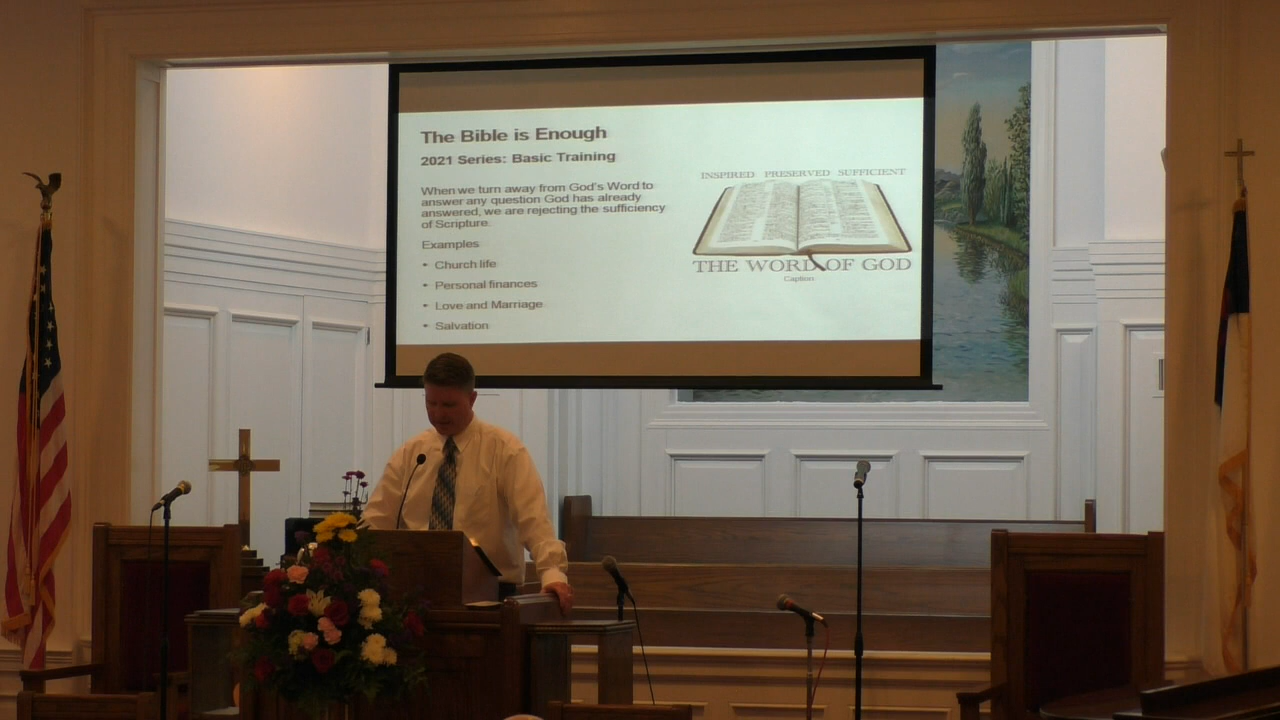 The Bible is Enough
2021 Series: Basic Training
When we turn away from God's Word to
answer any question God has already
answered, we are rejecting the sufficiency
of Scripture.
Examples
• Church life
• Personal finances
• Love and Marriage
• Salvation
INSPIRED PRESERVED SUFFICIENT
THE WORD OF GOD
Caption